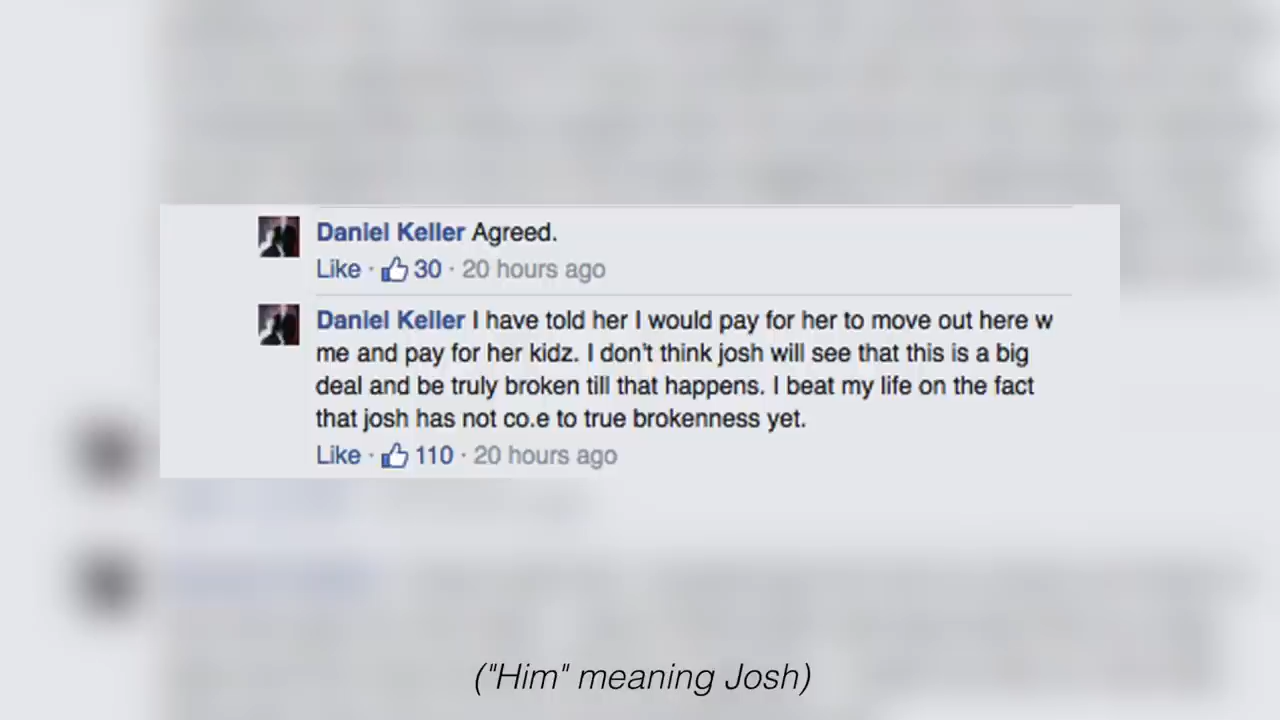 Daniel Keller Agreed.
Like · 30 · 20 hours ago
Daniel Keller I have told her I would pay for her to move out here w
me and pay for her kidz. I don't think josh will see that this is a big
deal and be truly broken till that happens. I beat my life on the fact
that josh has not co.e to true brokenness yet.
Like · 110 · 20 hours ago
("Him" meaning Josh)